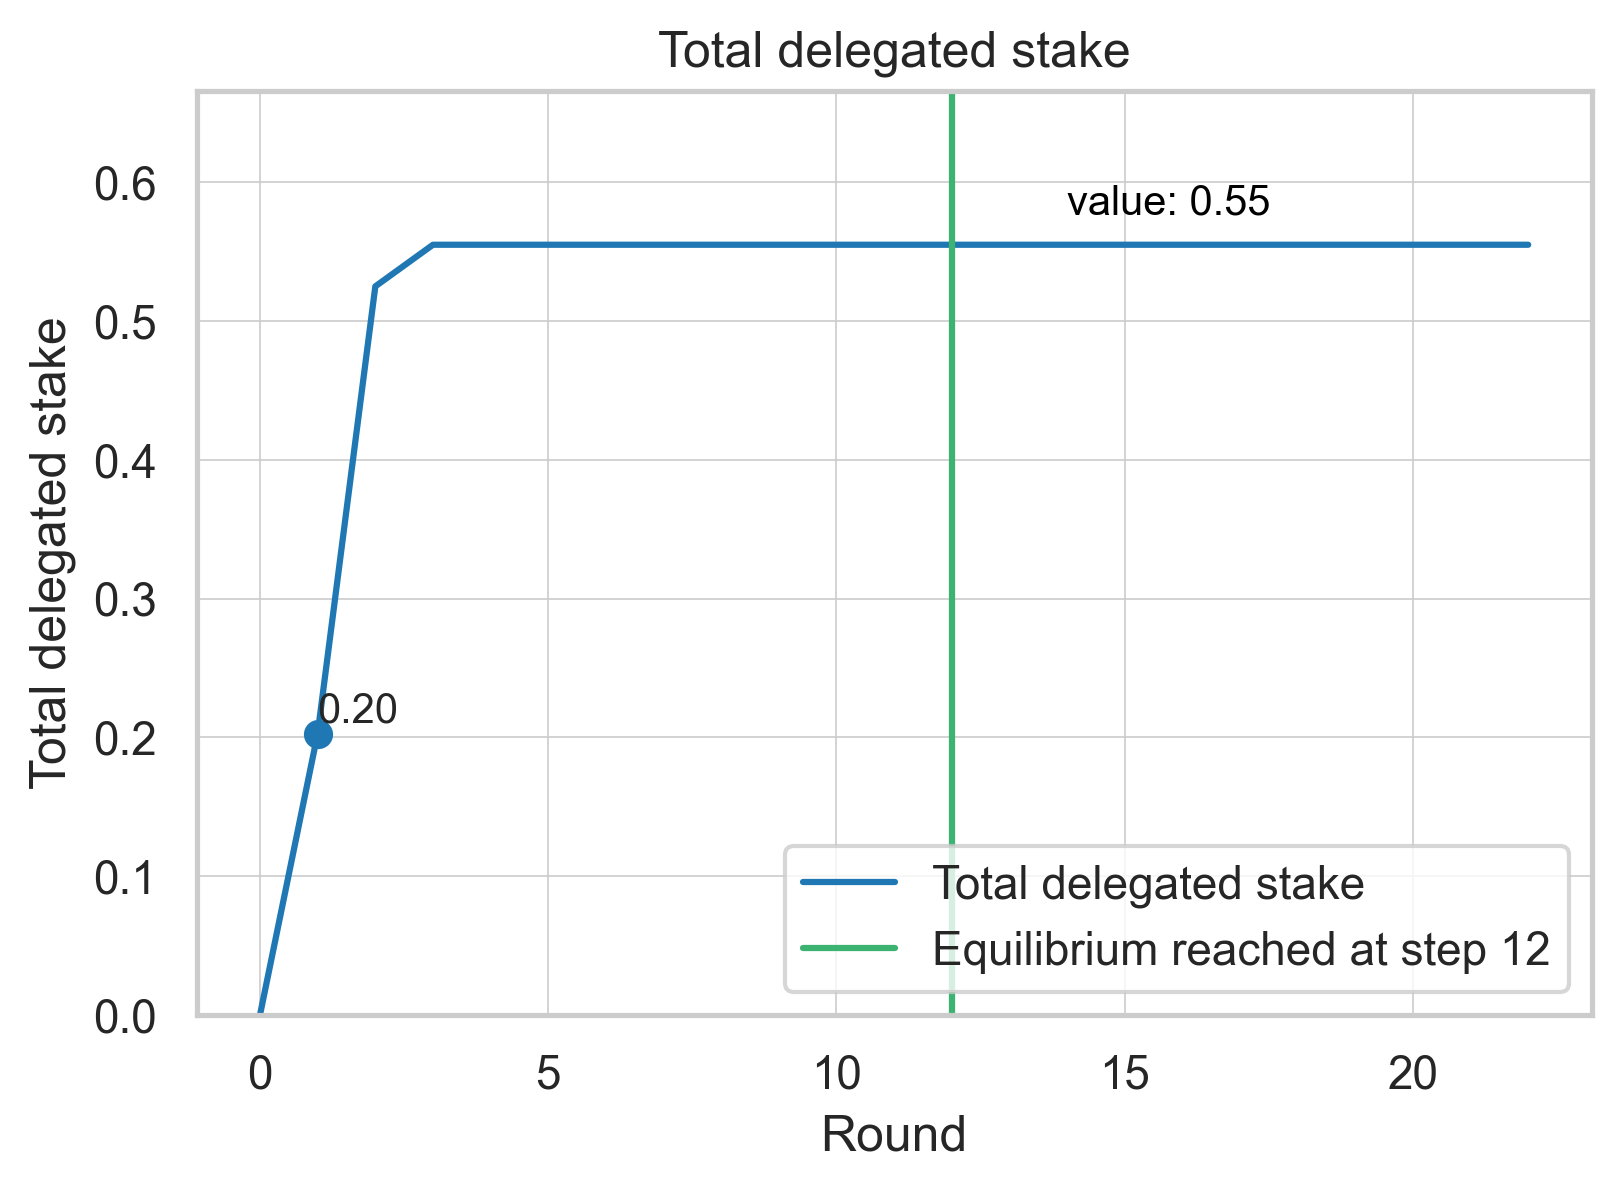 Total delegated stake
Total delegated stake
0.6
0.5
0.4
0.3
0.2
0.1
0.0
value: 0.55
0.20
Total delegated stake
Equilibrium reached at step 12
0 5 10 15 20
Round